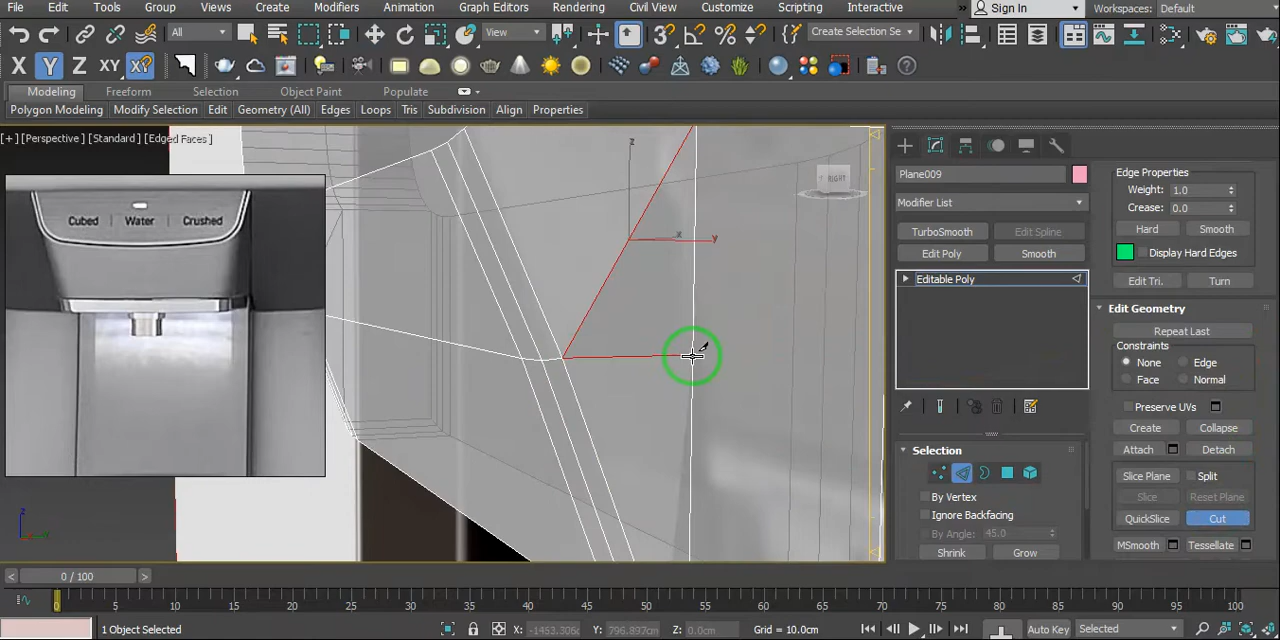 File Edit Tools Group Views Create Modifiers Animation Graph Editors Rendering Civil View Customize Scripting Interactive » Sign In Workspaces: Default
All View Create Selection Se
X Y Z XY XY
Modeling Freeform Selection Object Paint Populate
Polygon Modeling Modify Selection Edit Geometry (All) Edges Loops Tris Subdivision Align Properties
[+] [Perspective] [Standard] [Edged Faces]
Cubed Water Crushed
z
x y
RIGHT
z
Plane009
Modifier List
TurboSmooth Edit Spline
Edit Poly Smooth
Editable Poly
Selection
By Vertex
Ignore Backfacing
By Angle: 45.0
Shrink Grow
Edge Properties
Weight: 1.0
Crease: 0.0
Hard Smooth
Display Hard Edges
Edit Tri. Turn
Edit Geometry
Repeat Last
Constraints
None Edge
Face Normal
Preserve UVs
Create Collapse
Attach Detach
Slice Plane Split
Slice Reset Plane
QuickSlice Cut
MSmooth Tessellate
< 0 / 100 >
0 5 10 15 20 25 30 35 40 45 50 55 60 65 70 75 80 85 90 95 100
1 Object Selected X: -1453.306c Y: 796.897cm Z: 0.0cm Grid = 10.0cm Auto Key Selected